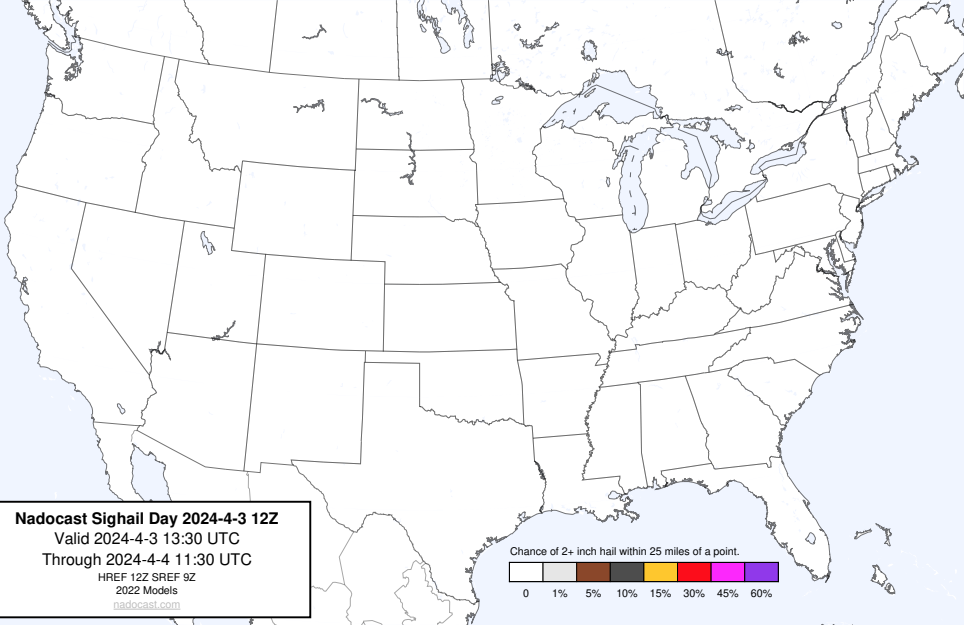 Nadocast Sighail Day 2024-4-3 12Z
Valid 2024-4-3 13:30 UTC
Through 2024-4-4 11:30 UTC
HREF 12Z SREF 9Z
2022 Models
nadocast.com
Chance of 2+ inch hail within 25 miles of a point.
0 1% 5% 10% 15% 30% 45% 60%